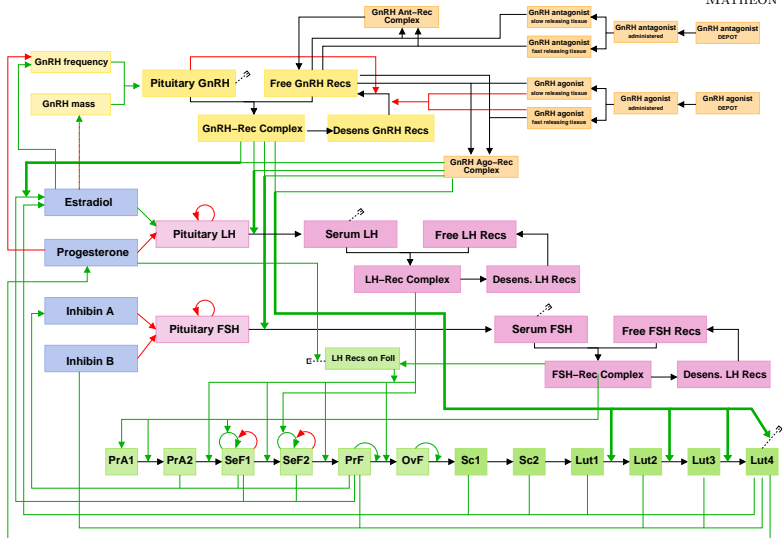 MATHEON
GnRH Ant−Rec
Complex
GnRH antagonist
slow releasing tissue
GnRH antagonist
fast releasing tissue
GnRH antagonist
administered
GnRH antagonist
DEPOT
GnRH frequency
GnRH mass
Pituitary GnRH
Free GnRH Recs
GnRH agonist
slow releasing tissue
GnRH agonist
fast releasing tissue
GnRH agonist
administered
GnRH agonist
DEPOT
GnRH−Rec Complex
Desens GnRH Recs
GnRH Ago−Rec
Complex
Estradiol
Progesterone
Pituitary LH
Serum LH
Free LH Recs
LH−Rec Complex
Desens. LH Recs
Inhibin A
Inhibin B
Pituitary FSH
Serum FSH
Free FSH Recs
LH Recs on Foll
FSH−Rec Complex
Desens. LH Recs
PrA1
PrA2
SeF1
SeF2
PrF
OvF
Sc1
Sc2
Lut1
Lut2
Lut3
Lut4